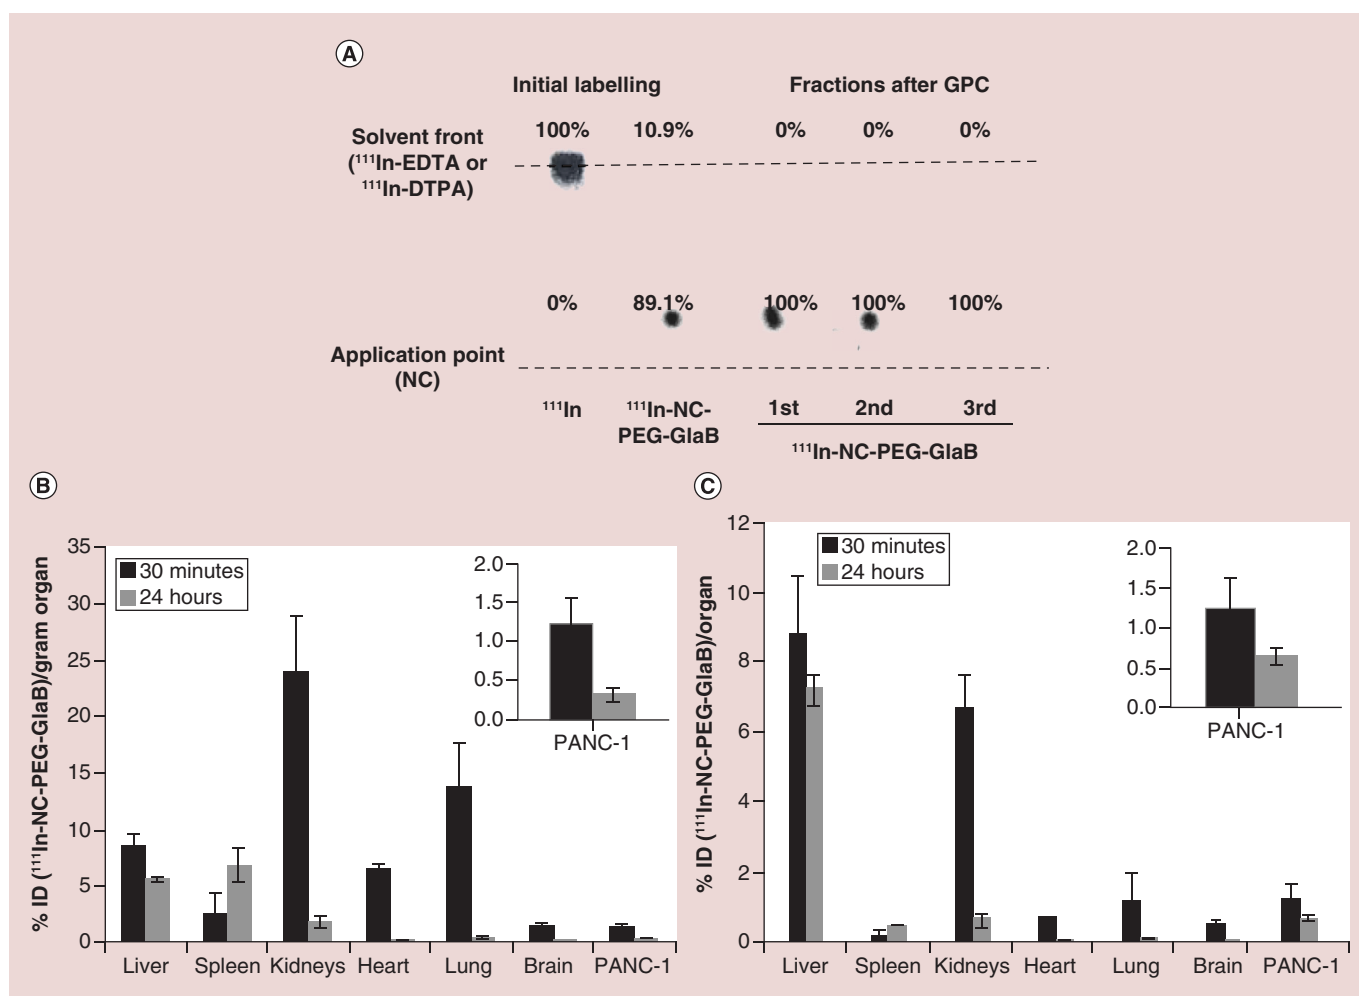 A
Initial labelling Fractions after GPC
100% 10.9% 0% 0% 0%
Solvent front
(¹¹¹In-EDTA or
¹¹¹In-DTPA)
0% 89.1% 100% 100% 100%
Application point
(NC)
¹¹¹In ¹¹¹In-NC- 1st 2nd 3rd
PEG-GlaB
¹¹¹In-NC-PEG-GlaB
B
% ID (¹¹¹In-NC-PEG-GlaB)/gram organ
35
30
25
20
15
10
5
0
30 minutes
24 hours
2.0
1.5
1.0
0.5
0.0
PANC-1
Liver Spleen Kidneys Heart Lung Brain PANC-1
C
% ID (¹¹¹In-NC-PEG-GlaB)/organ
12
10
8
6
4
2
0
30 minutes
24 hours
2.0
1.5
1.0
0.5
0.0
PANC-1
Liver Spleen Kidneys Heart Lung Brain PANC-1